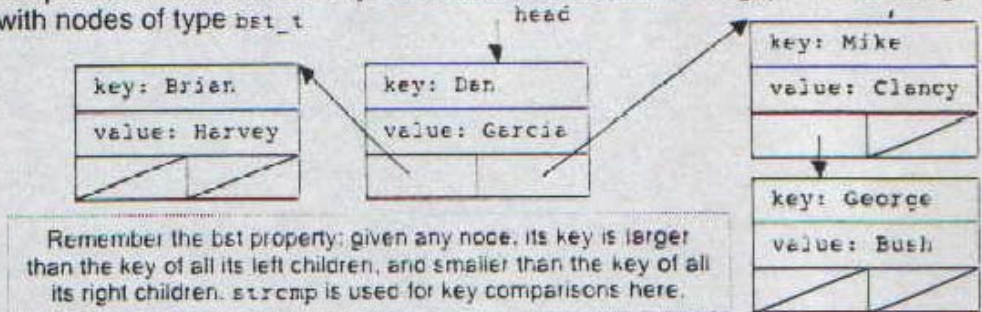 with nodes of type bst_t
head
key: Brian
value: Harvey
key: Dan
value: Garcia
key: Mike
value: Clancy
key: George
value: Bush
Remember the bst property: given any node, its key is larger
than the key of all its left children, and smaller than the key of all
its right children. strcmp is used for key comparisons here.